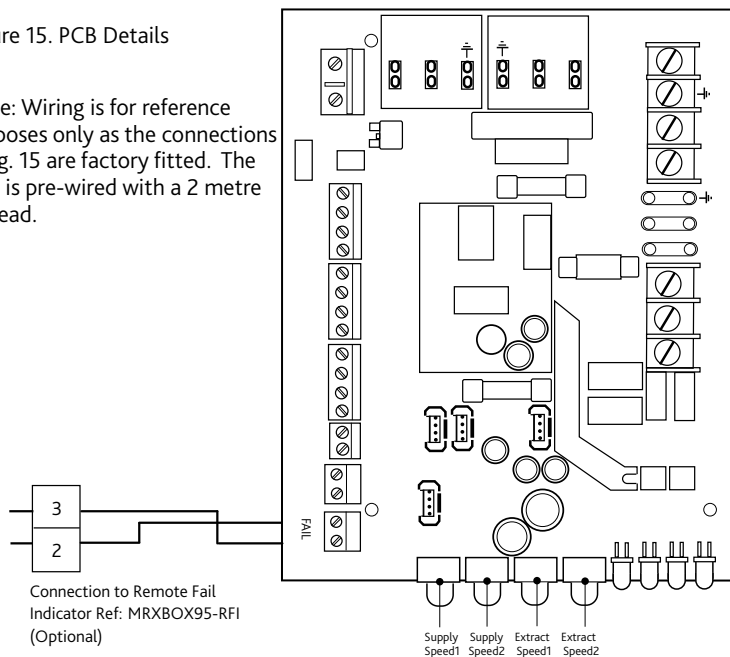 ure 15. PCB Details
e: Wiring is for reference
poses only as the connections
g. 15 are factory fitted. The
is pre-wired with a 2 metre
ead.
3
2
FAIL
Connection to Remote Fail
Indicator Ref: MRXBOX95-RFI
(Optional)
Supply Speed1
Supply Speed2
Extract Speed1
Extract Speed2